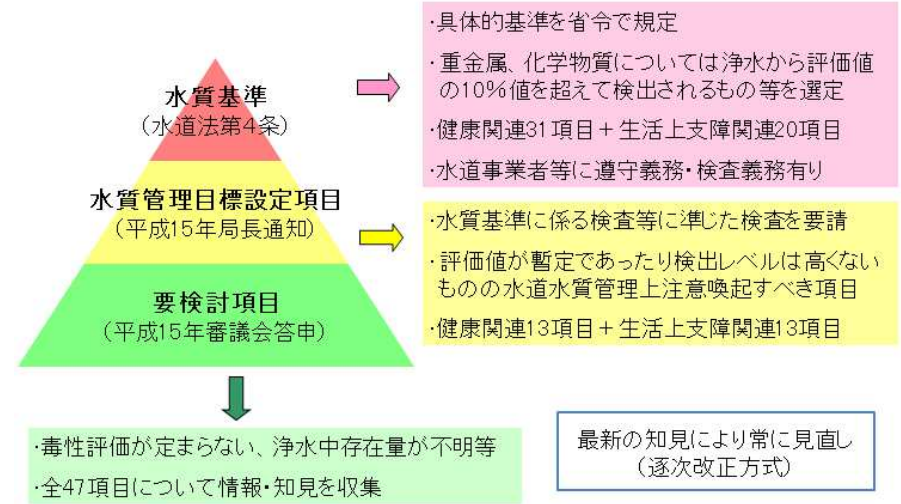 水質基準
(水道法第4条)
水質管理目標設定項目
(平成15年局長通知)
要検討項目
(平成15年審議会答申)
・具体的基準を省令で規定
・重金属、化学物質については浄水から評価値
の10%値を超えて検出されるもの等を選定
・健康関連31項目＋生活上支障関連20項目
・水道事業者等に遵守義務・検査義務有り
・水質基準に係る検査等に準じた検査を要請
・評価値が暫定であったり検出レベルは高くない
ものの水道水質管理上注意喚起すべき項目
・健康関連13項目＋生活上支障関連13項目
・毒性評価が定まらない、浄水中存在量が不明等
・全47項目について情報・知見を収集
最新の知見により常に見直し
(逐次改正方式)